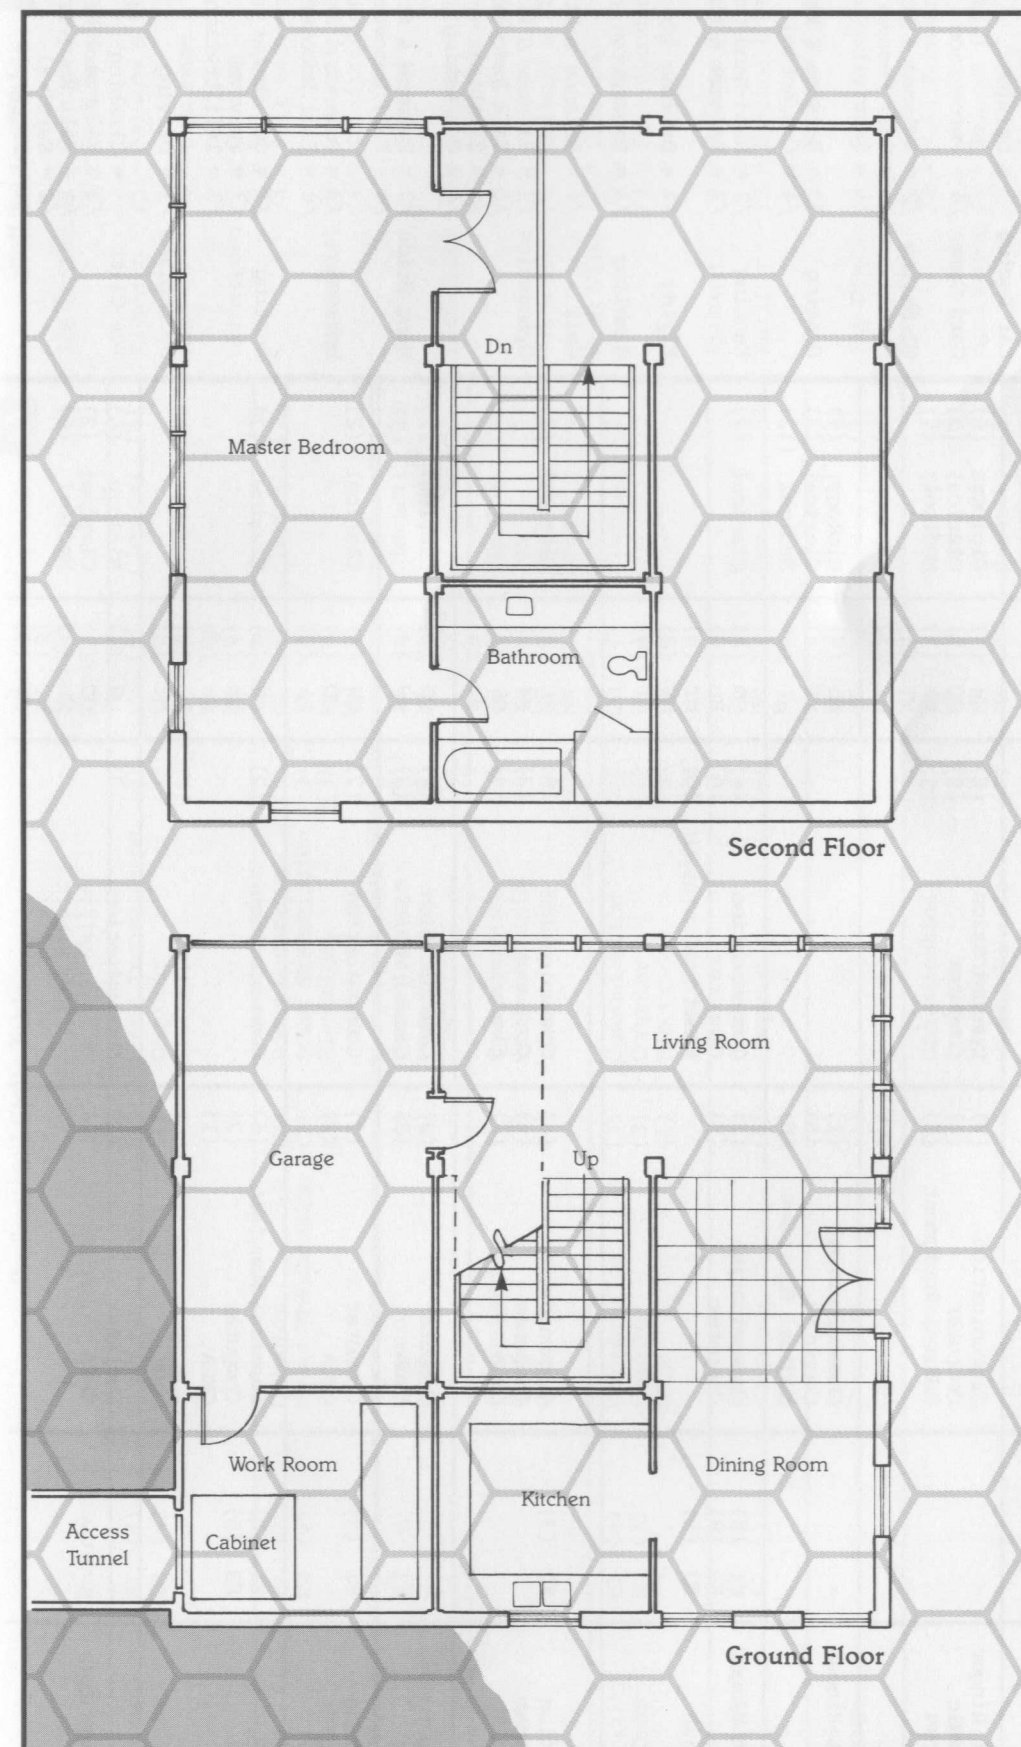 Dn
Master Bedroom
Bathroom
Second Floor
Living Room
Garage
Up
Work Room
Dining Room
Kitchen
Access
Tunnel
Cabinet
Ground Floor